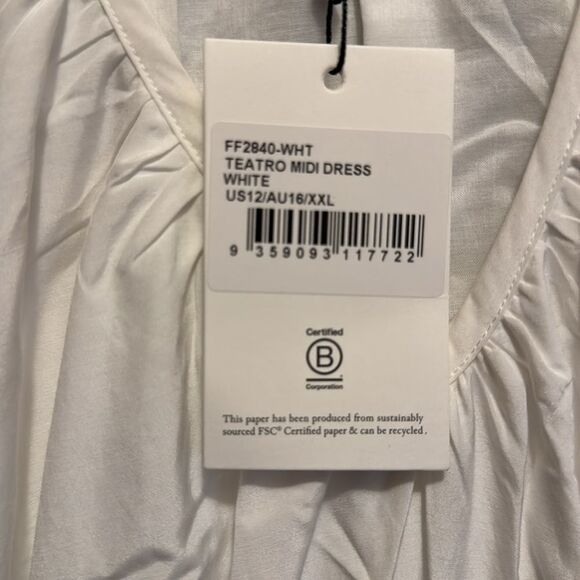 FF2840-WHT
TEATRO MIDI DRESS
WHITE
US12/AU16/XXL
9 359093 117722
Certified
B
Corporation
This paper has been produced from sustainably
sourced FSC® Certified paper & can be recycled.